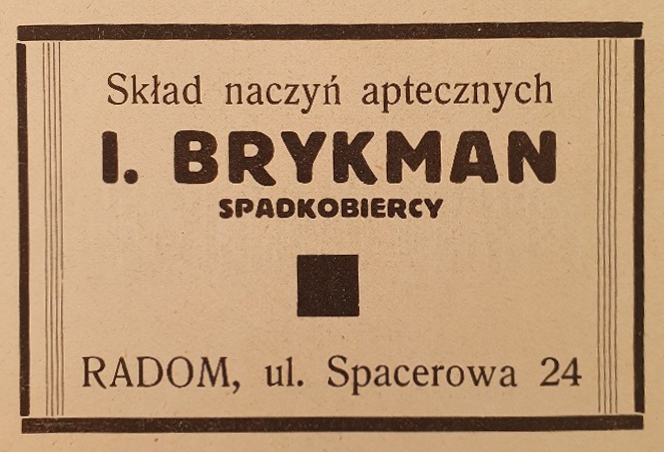 Skład naczyń aptecznych
I. BRYKMAN
SPADKOBIERCY
RADOM, ul. Spacerowa 24